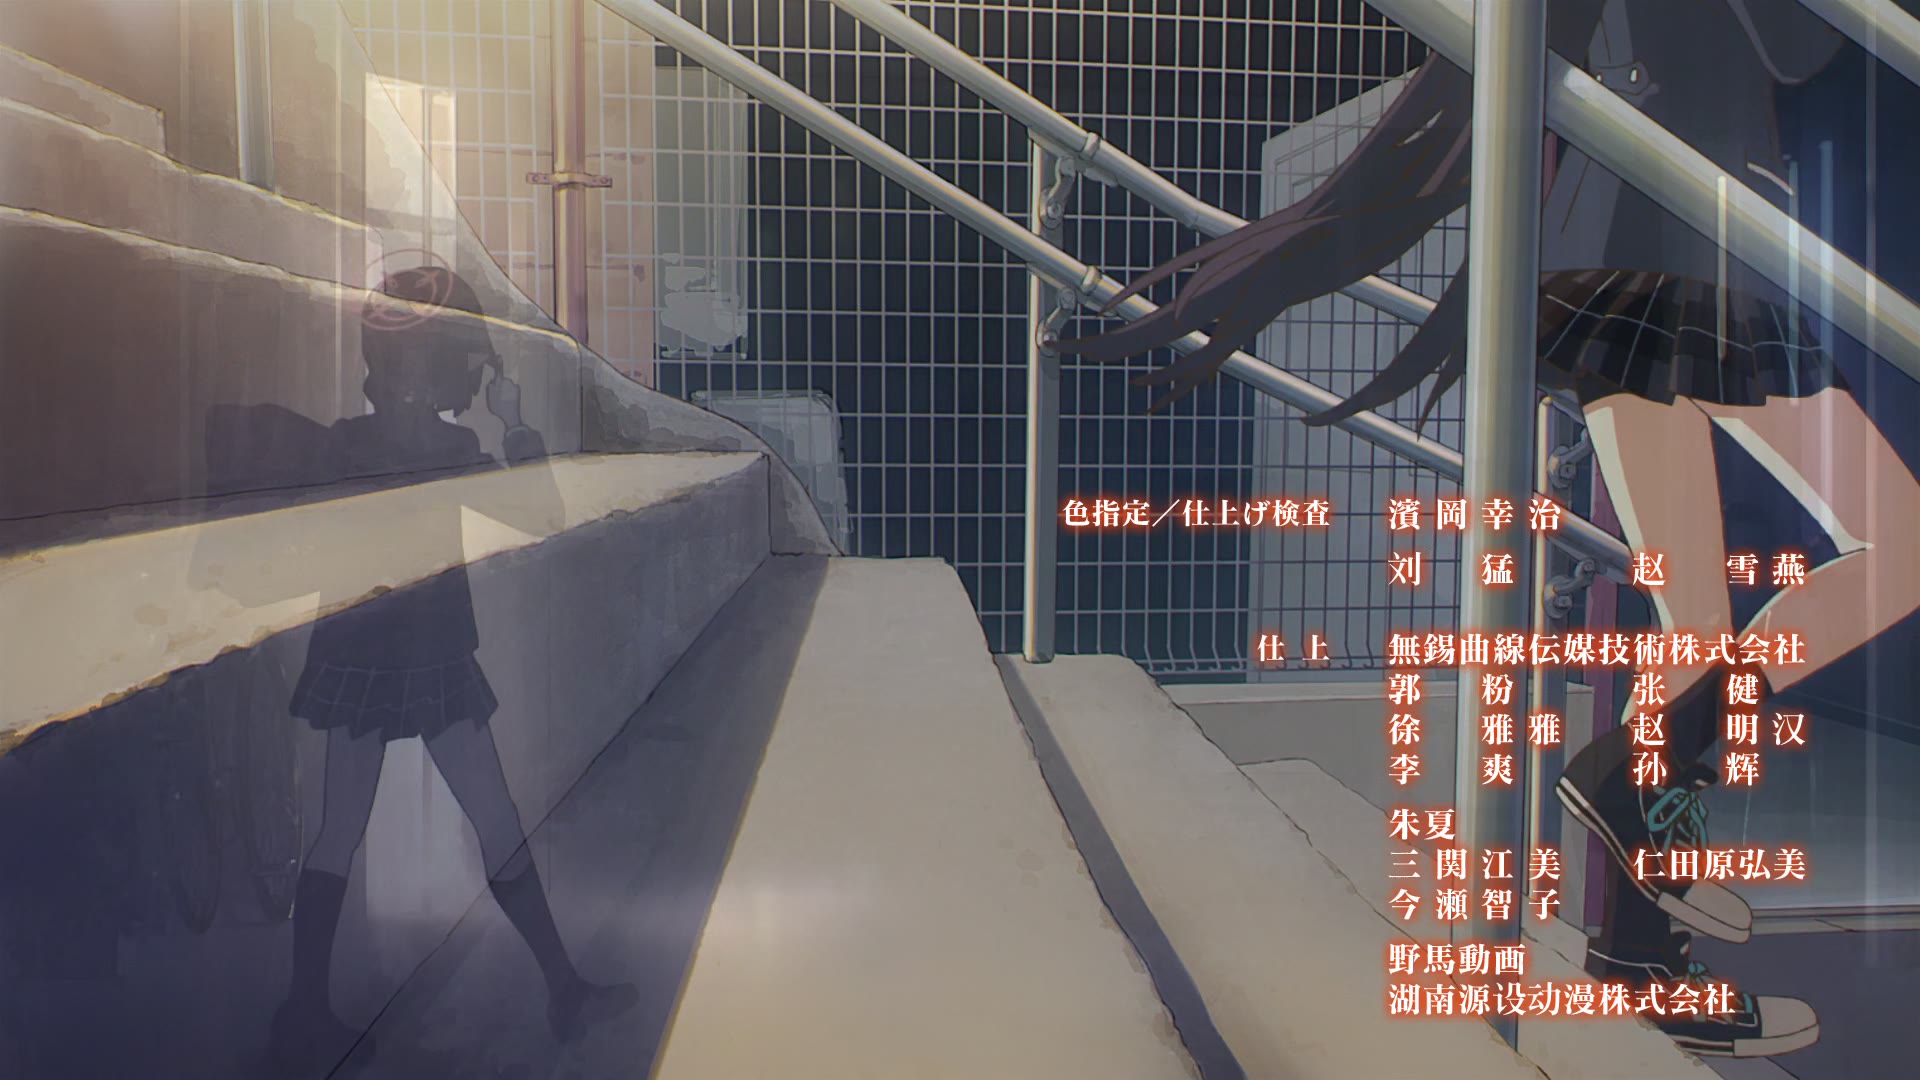 色指定／仕上げ検査 濱岡幸治
刘猛 赵雪燕
仕上 無錫曲線伝媒技術株式会社
郭粉 张健
徐雅雅 赵明汉
李爽 孙辉
朱夏
三関江美 仁田原弘美
今瀬智子
野馬動画
湖南源设动漫株式会社